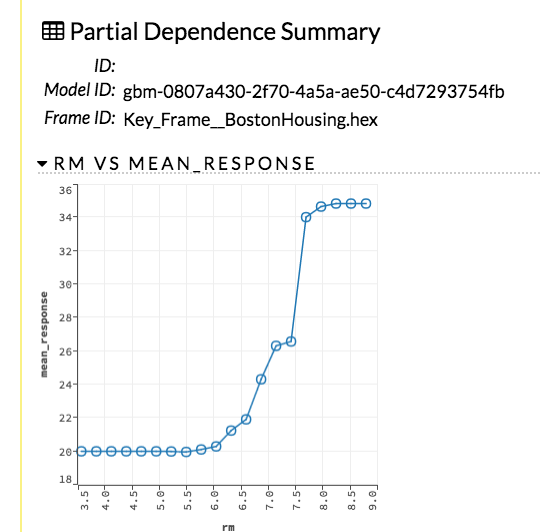 Partial Dependence Summary
ID:
Model ID: gbm-0807a430-2f70-4a5a-ae50-c4d7293754fb
Frame ID: Key_Frame__BostonHousing.hex
RM VS MEAN_RESPONSE
36
34
32
30
28
26
24
22
20
18
mean_response
3.5 4.0 4.5 5.0 5.5 6.0 6.5 7.0 7.5 8.0 8.5 9.0
rm